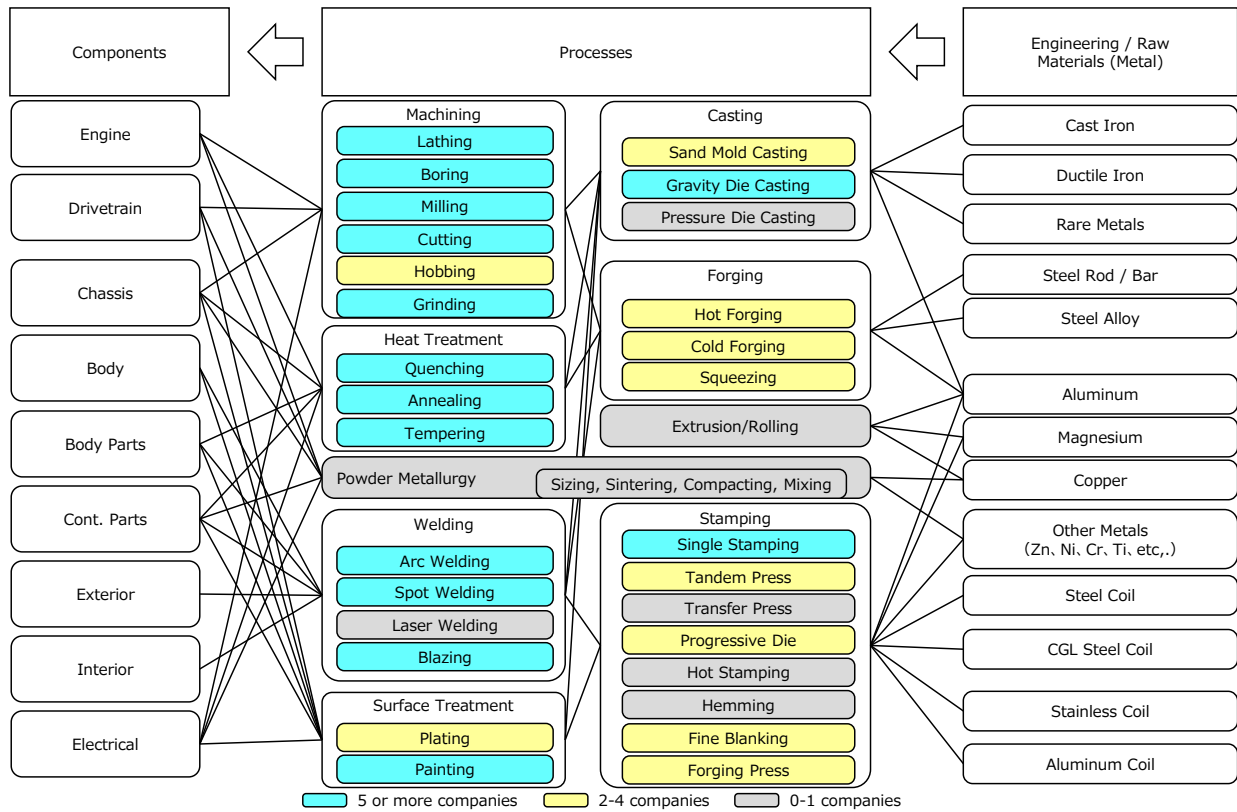 Components
Processes
Engineering / Raw
Materials (Metal)
Engine
Drivetrain
Chassis
Body
Body Parts
Cont. Parts
Exterior
Interior
Electrical
Machining
Lathing
Boring
Milling
Cutting
Hobbing
Grinding
Heat Treatment
Quenching
Annealing
Tempering
Powder Metallurgy
Sizing, Sintering, Compacting, Mixing
Welding
Arc Welding
Spot Welding
Laser Welding
Blazing
Surface Treatment
Plating
Painting
Casting
Sand Mold Casting
Gravity Die Casting
Pressure Die Casting
Forging
Hot Forging
Cold Forging
Squeezing
Extrusion/Rolling
Stamping
Single Stamping
Tandem Press
Transfer Press
Progressive Die
Hot Stamping
Hemming
Fine Blanking
Forging Press
Cast Iron
Ductile Iron
Rare Metals
Steel Rod / Bar
Steel Alloy
Aluminum
Magnesium
Copper
Other Metals
（Zn、Ni、Cr、Ti、etc,.）
Steel Coil
CGL Steel Coil
Stainless Coil
Aluminum Coil
5 or more companies
2-4 companies
0-1 companies